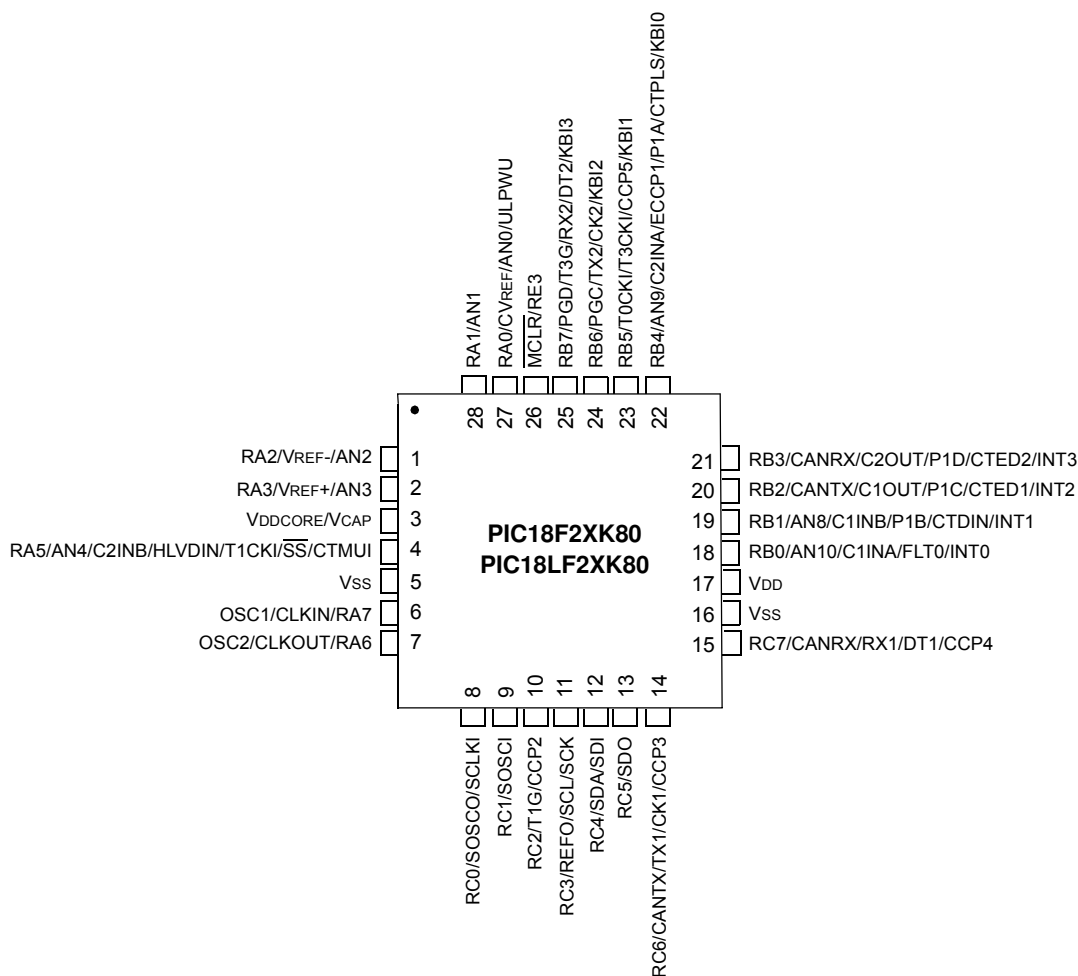 RA1/AN1
RA0/CVREF/AN0/ULPWU
MCLR/RE3
RB7/PGD/T3G/RX2/DT2/KBI3
RB6/PGC/TX2/CK2/KBI2
RB5/T0CKI/T3CKI/CCP5/KBI1
RB4/AN9/C2INA/ECCP1/P1A/CTPLS/KBI0
28 27 26 25 24 23 22
RA2/VREF-/AN2 1
RA3/VREF+/AN3 2
VDDCORE/VCAP 3
RA5/AN4/C2INB/HLVDIN/T1CKI/SS/CTMUI 4
VSS 5
OSC1/CLKIN/RA7 6
OSC2/CLKOUT/RA6 7
PIC18F2XK80
PIC18LF2XK80
21 RB3/CANRX/C2OUT/P1D/CTED2/INT3
20 RB2/CANTX/C1OUT/P1C/CTED1/INT2
19 RB1/AN8/C1INB/P1B/CTDIN/INT1
18 RB0/AN10/C1INA/FLT0/INT0
17 VDD
16 VSS
15 RC7/CANRX/RX1/DT1/CCP4
8 9 10 11 12 13 14
RC0/SOSCO/SCLKI
RC1/SOSCI
RC2/T1G/CCP2
RC3/REFO/SCL/SCK
RC4/SDA/SDI
RC5/SDO
RC6/CANTX/TX1/CK1/CCP3